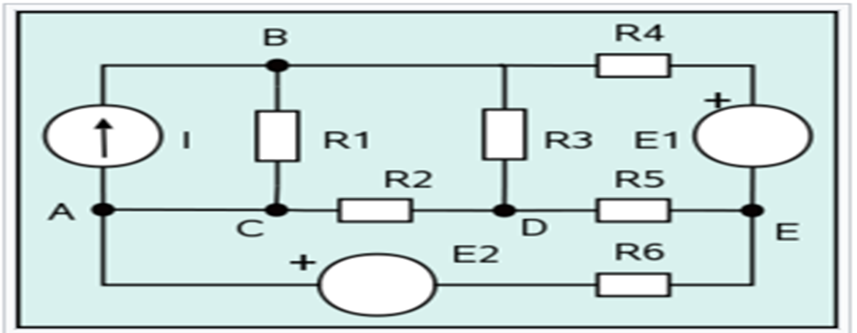 B
R4
+
I
R1
R3
E1
R2
R5
A
C
D
E
+
E2
R6